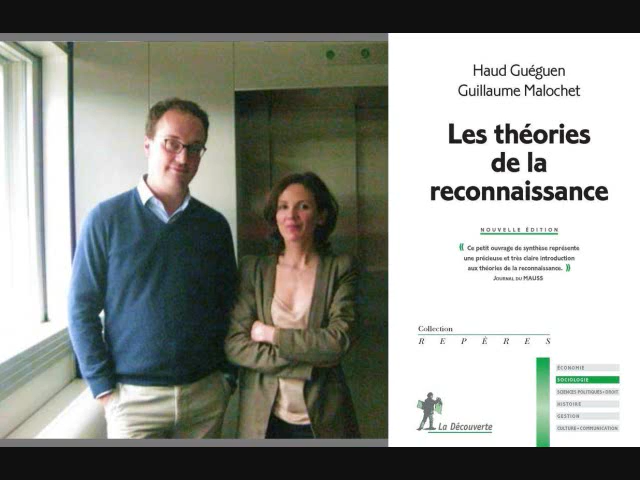 Haud Guéguen
Guillaume Malochet
Les théories
de la
reconnaissance
NOUVELLE ÉDITION
« Ce petit ouvrage de synthèse représente
une précieuse et très claire introduction
aux théories de la reconnaissance. »
JOURNAL DU MAUSS
Collection
REPÈRES
ÉCONOMIE
SOCIOLOGIE
SCIENCES POLITIQUES • DROIT
HISTOIRE
GESTION
CULTURE • COMMUNICATION
La Découverte